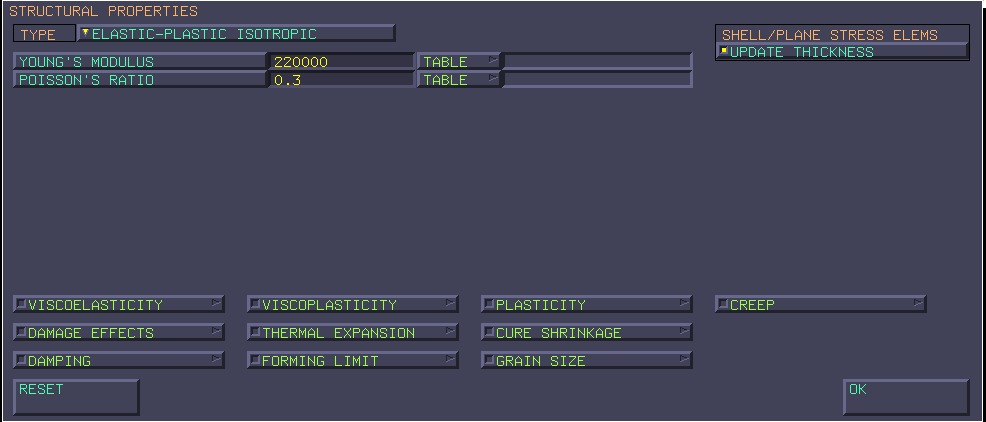 STRUCTURAL PROPERTIES
TYPE ELASTIC-PLASTIC ISOTROPIC
SHELL/PLANE STRESS ELEMS
UPDATE THICKNESS
YOUNG'S MODULUS 220000 TABLE
POISSON'S RATIO 0.3 TABLE
VISCOELASTICITY VISCOPLASTICITY PLASTICITY CREEP
DAMAGE EFFECTS THERMAL EXPANSION CURE SHRINKAGE
DAMPING FORMING LIMIT GRAIN SIZE
RESET OK